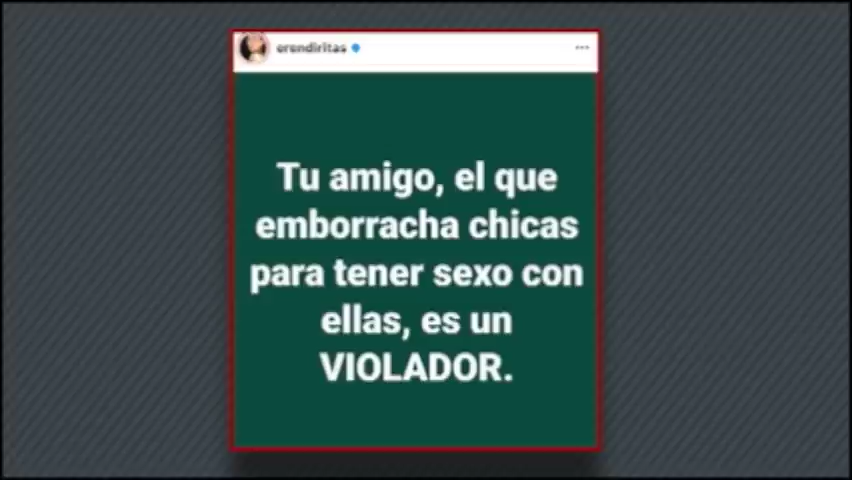 erendiritas
Tu amigo, el que
emborracha chicas
para tener sexo con
ellas, es un
VIOLADOR.